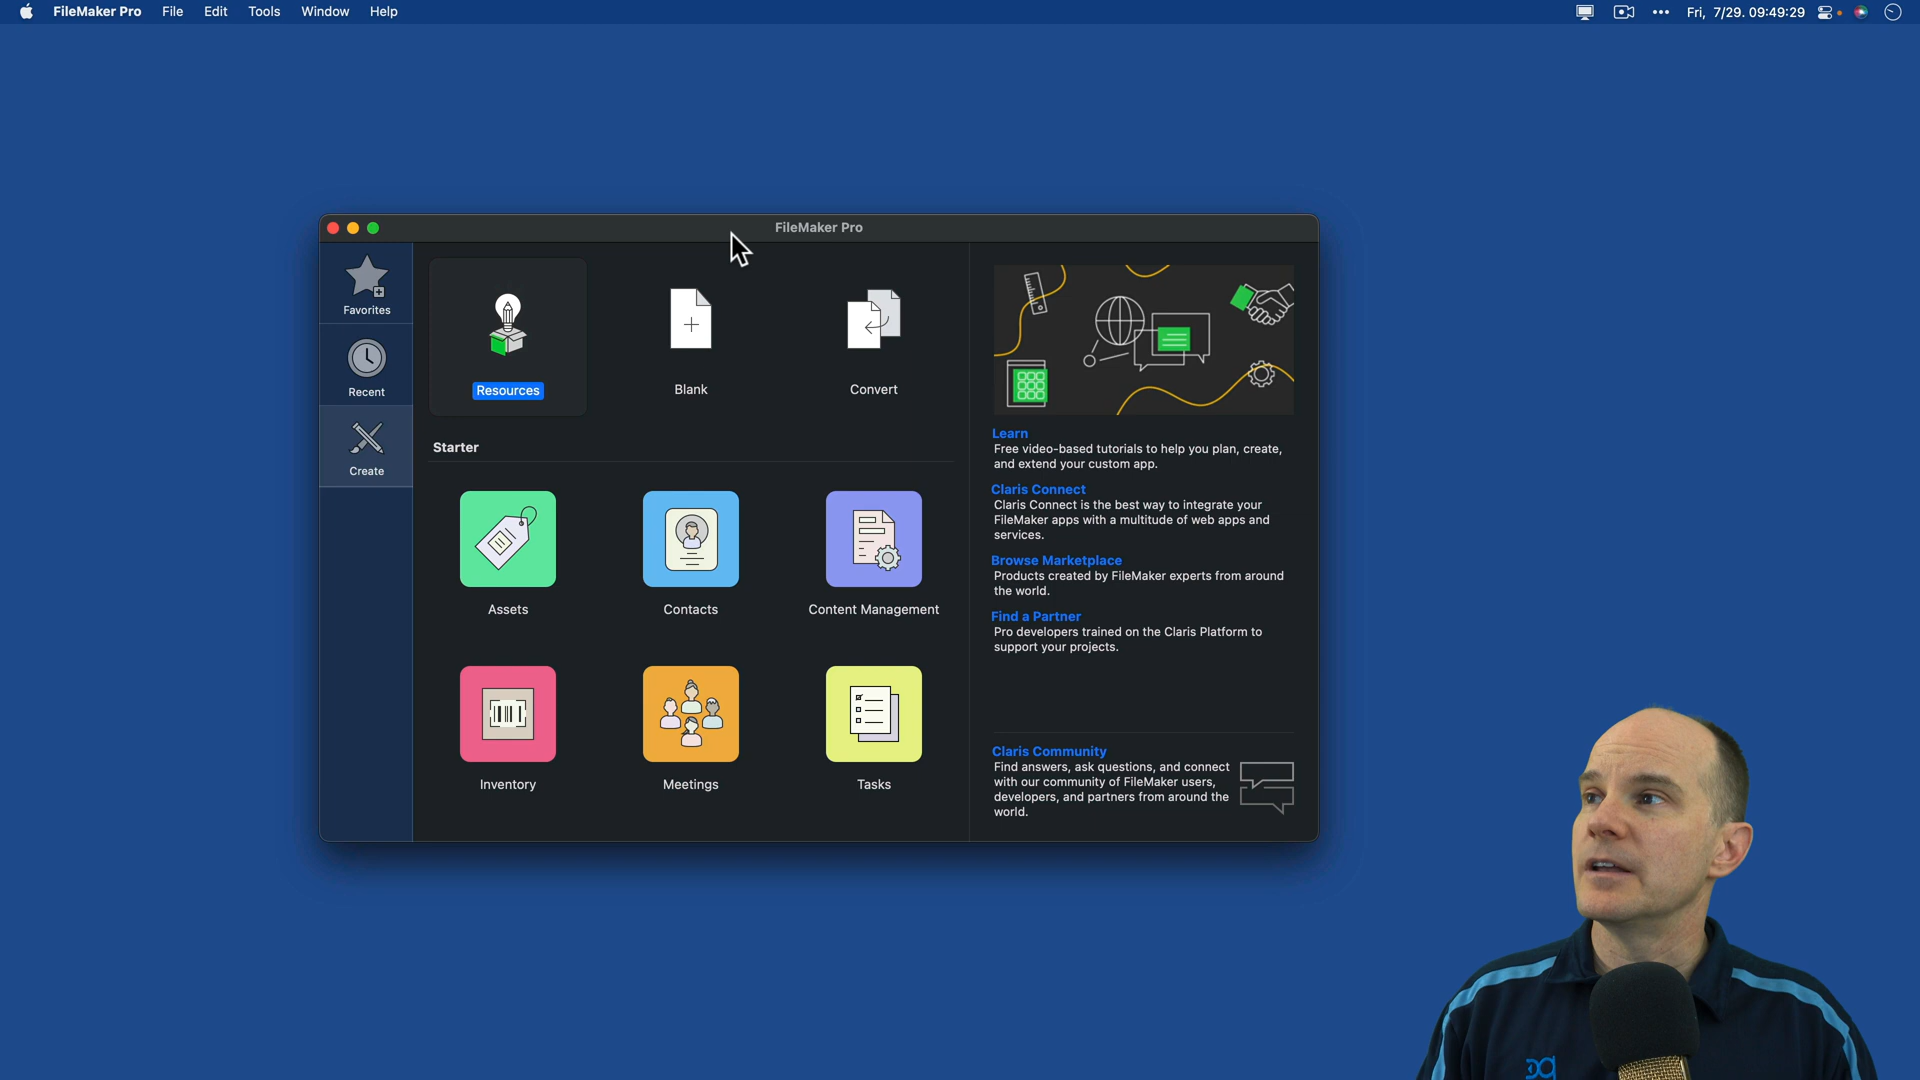 FileMaker Pro File Edit Tools Window Help
Fri, 7/29. 09:49:29
FileMaker Pro
Favorites
Recent
Create
Resources
Blank
Convert
Starter
Assets
Contacts
Content Management
Inventory
Meetings
Tasks
Learn
Free video-based tutorials to help you plan, create,
and extend your custom app.
Claris Connect
Claris Connect is the best way to integrate your
FileMaker apps with a multitude of web apps and
services.
Browse Marketplace
Products created by FileMaker experts from around
the world.
Find a Partner
Pro developers trained on the Claris Platform to
support your projects.
Claris Community
Find answers, ask questions, and connect
with our community of FileMaker users,
developers, and partners from around the
world.